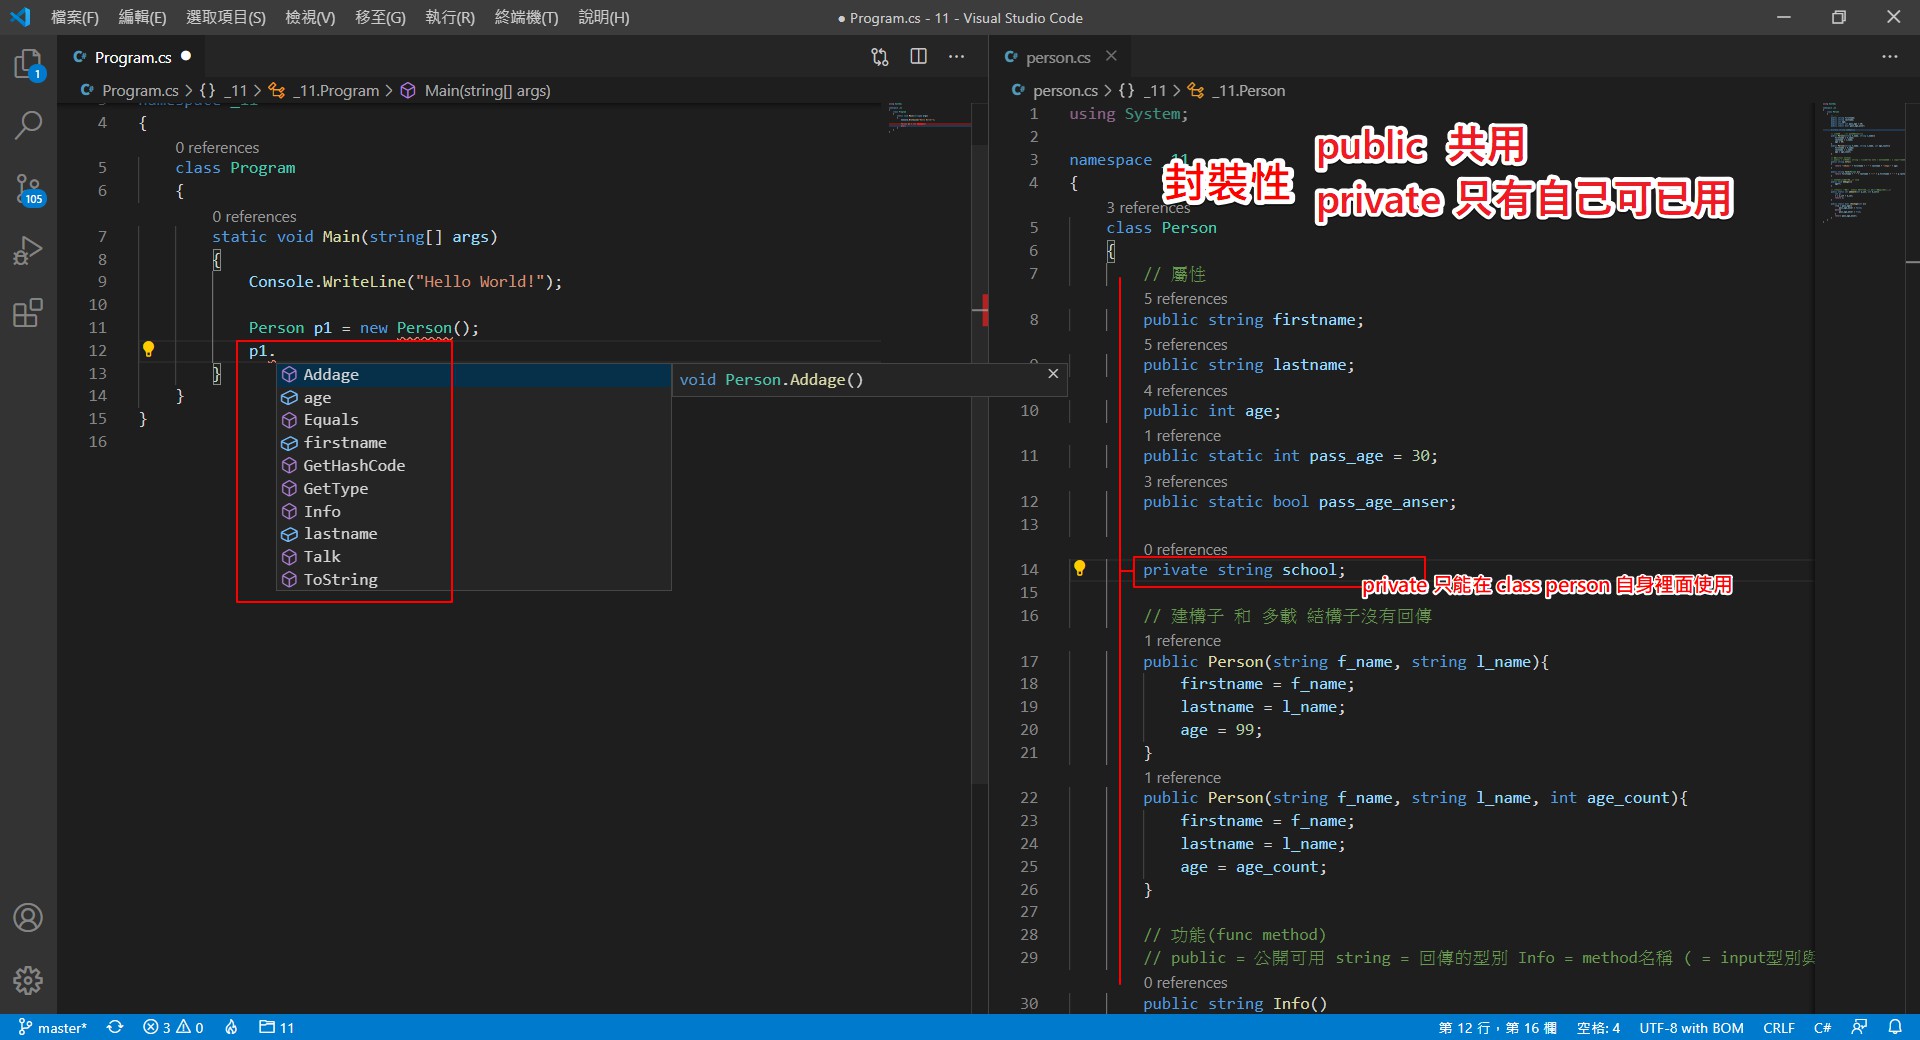 檔案(F) 編輯(E) 選取項目(S) 檢視(V) 移至(G) 執行(R) 終端機(T) 說明(H)
● Program.cs - 11 - Visual Studio Code
Program.cs ●
Program.cs > {} _11 > _11.Program > Main(string[] args)
1
105
3 namespace _11
4 {
0 references
5 class Program
6 {
0 references
7 static void Main(string[] args)
8 {
9 Console.WriteLine("Hello World!");
10
11 Person p1 = new Person();
12 p1.
13 }
14 }
15 }
16
Addage
age
Equals
firstname
GetHashCode
GetType
Info
lastname
Talk
ToString
void Person.Addage()
person.cs
person.cs > {} _11 > _11.Person
1 using System;
2
3 namespace _11
4 {
封裝性
public 共用
private 只有自己可已用
3 references
5 class Person
6 {
7 // 屬性
5 references
8 public string firstname;
5 references
9 public string lastname;
4 references
10 public int age;
1 reference
11 public static int pass_age = 30;
3 references
12 public static bool pass_age_anser;
13
0 references
14 private string school;
private 只能在 class person 自身裡面使用
15
16 // 建構子 和 多載 結構子沒有回傳
1 reference
17 public Person(string f_name, string l_name){
18 firstname = f_name;
19 lastname = l_name;
20 age = 99;
21 }
1 reference
22 public Person(string f_name, string l_name, int age_count){
23 firstname = f_name;
24 lastname = l_name;
25 age = age_count;
26 }
27
28 // 功能(func method)
29 // public = 公開可用 string = 回傳的型別 Info = method名稱 ( = input型別與
0 references
30 public string Info()
master* 3 0 11
第 12 行，第 16 欄 空格: 4 UTF-8 with BOM CRLF C#